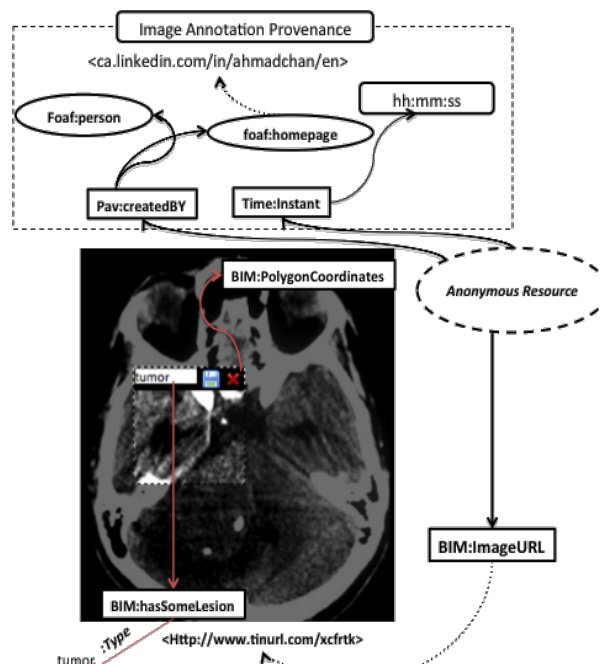 Image Annotation Provenance
<ca.linkedin.com/in/ahmadchan/en>
hh:mm:ss
Foaf:person
foaf:homepage
Pav:createdBY
Time:Instant
BIM:PolygonCoordinates
Anonymous Resource
tumor
BIM:ImageURL
BIM:hasSomeLesion
<Http://www.tinurl.com/xcfrtk>
:Type
tumor